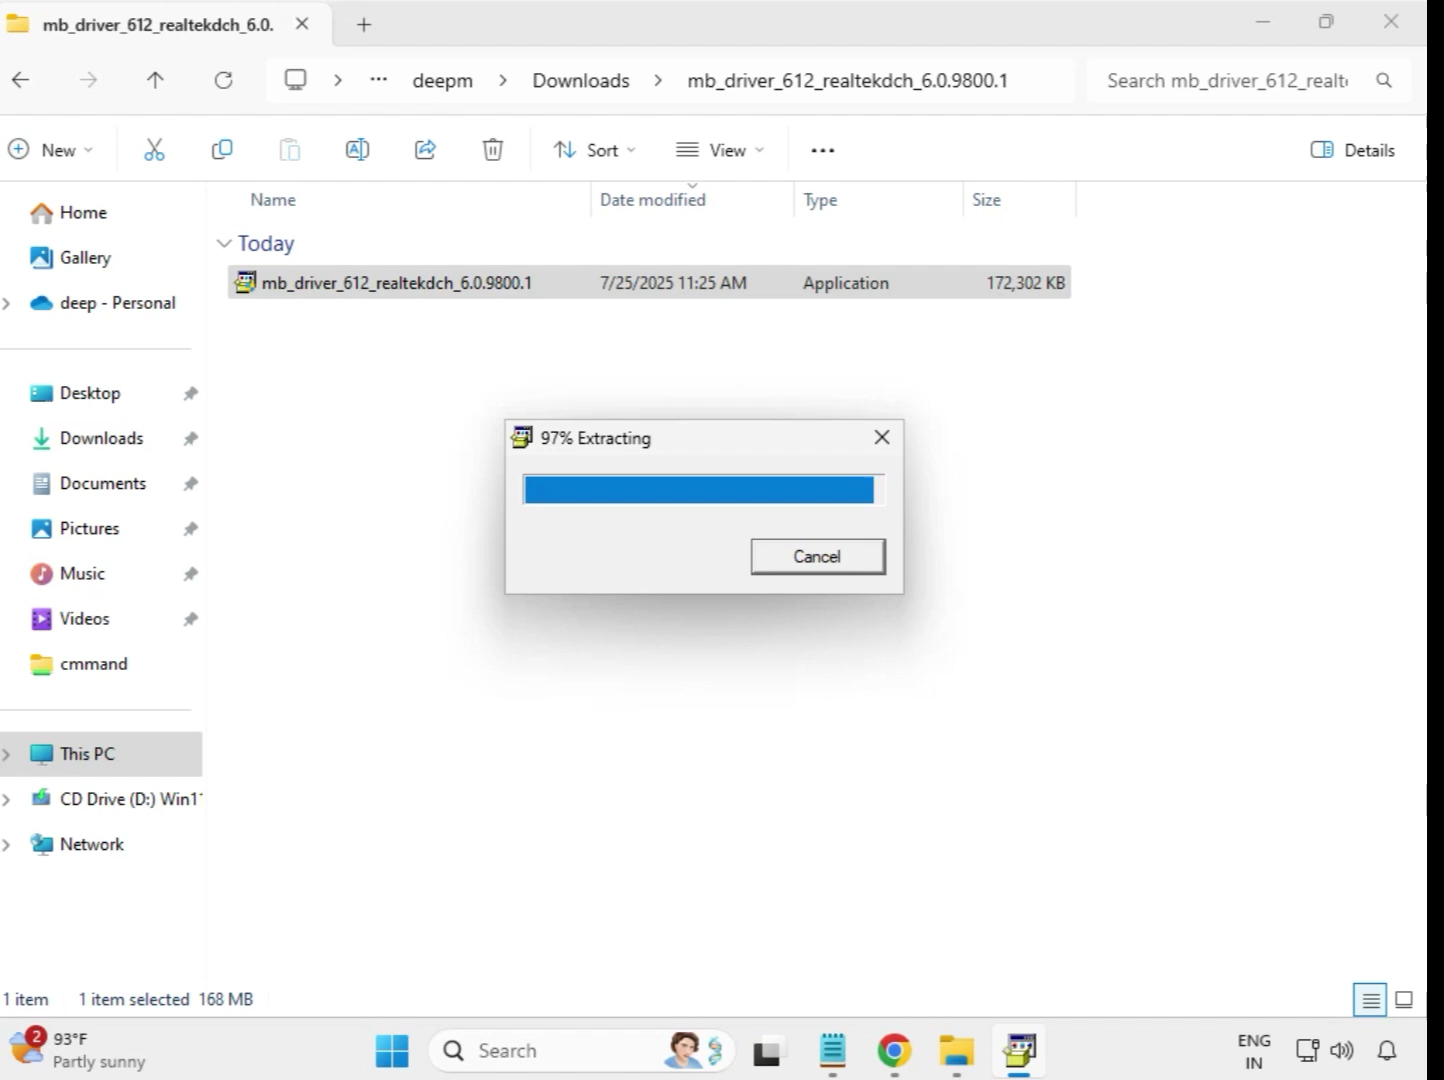 mb_driver_612_realtekdch_6.0.
deepm
Downloads
mb_driver_612_realtekdch_6.0.9800.1
Search mb_driver_612_realt
New
Sort
View
Details
Name
Date modified
Type
Size
Home
Gallery
deep - Personal
Desktop
Downloads
Documents
Pictures
Music
Videos
cmmand
This PC
CD Drive (D:) Win1
Network
Today
mb_driver_612_realtekdch_6.0.9800.1
7/25/2025 11:25 AM
Application
172,302 KB
97% Extracting
Cancel
1 item
1 item selected 168 MB
2
93°F
Partly sunny
Search
ENG
IN